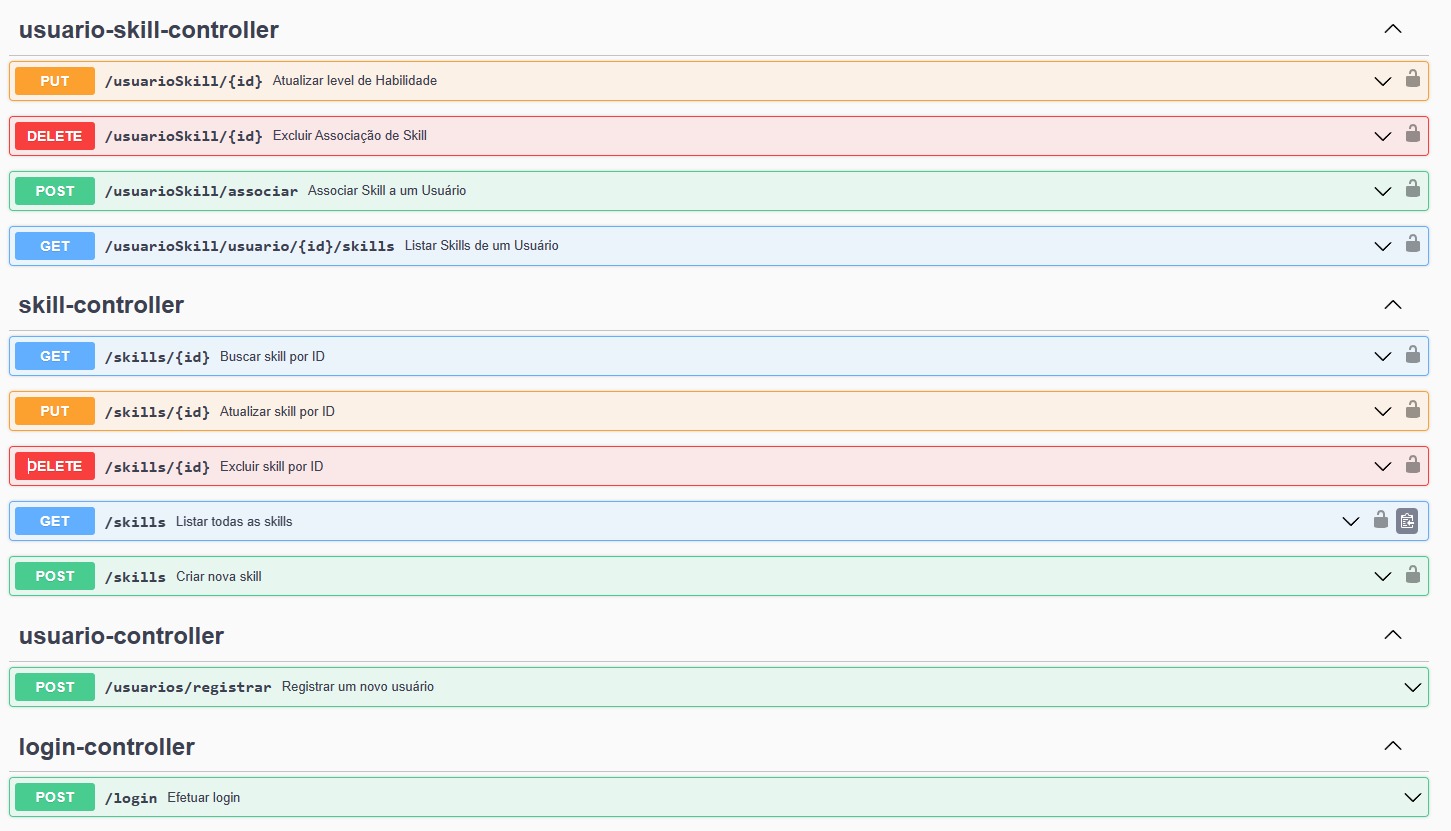 usuario-skill-controller
PUT /usuarioSkill/{id} Atualizar level de Habilidade
DELETE /usuarioSkill/{id} Excluir Associação de Skill
POST /usuarioSkill/associar Associar Skill a um Usuário
GET /usuarioSkill/usuario/{id}/skills Listar Skills de um Usuário
skill-controller
GET /skills/{id} Buscar skill por ID
PUT /skills/{id} Atualizar skill por ID
DELETE /skills/{id} Excluir skill por ID
GET /skills Listar todas as skills
POST /skills Criar nova skill
usuario-controller
POST /usuarios/registrar Registrar um novo usuário
login-controller
POST /login Efetuar login